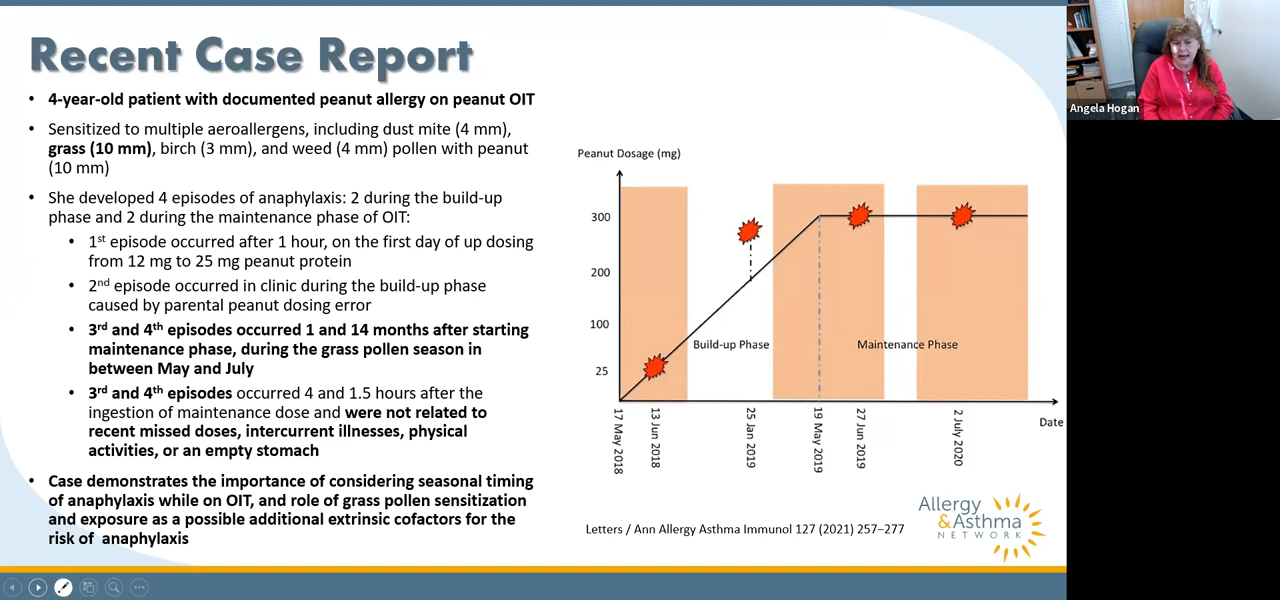 Recent Case Report
• 4-year-old patient with documented peanut allergy on peanut OIT
• Sensitized to multiple aeroallergens, including dust mite (4 mm),
grass (10 mm), birch (3 mm), and weed (4 mm) pollen with peanut
(10 mm)
• She developed 4 episodes of anaphylaxis: 2 during the build-up
phase and 2 during the maintenance phase of OIT:
• 1st episode occurred after 1 hour, on the first day of up dosing
from 12 mg to 25 mg peanut protein
• 2nd episode occurred in clinic during the build-up phase
caused by parental peanut dosing error
• 3rd and 4th episodes occurred 1 and 14 months after starting
maintenance phase, during the grass pollen season in
between May and July
• 3rd and 4th episodes occurred 4 and 1.5 hours after the
ingestion of maintenance dose and were not related to
recent missed doses, intercurrent illnesses, physical
activities, or an empty stomach
• Case demonstrates the importance of considering seasonal timing
of anaphylaxis while on OIT, and role of grass pollen sensitization
and exposure as a possible additional extrinsic cofactors for the
risk of anaphylaxis
Peanut Dosage (mg)
300
200
100
25
Build-up Phase
Maintenance Phase
17 May 2018
13 Jun 2018
25 Jan 2019
19 May 2019
27 Jun 2019
2 July 2020
Date
Letters / Ann Allergy Asthma Immunol 127 (2021) 257–277
Allergy
&Asthma
NETWORK
Angela Hogan